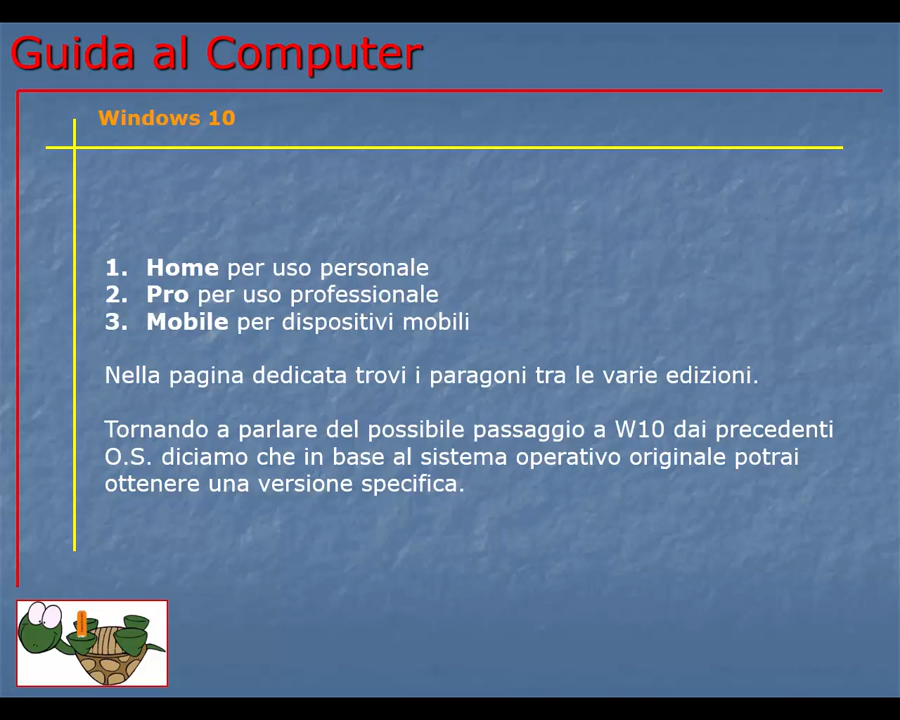 Guida al Computer
Windows 10
1. Home per uso personale
2. Pro per uso professionale
3. Mobile per dispositivi mobili
Nella pagina dedicata trovi i paragoni tra le varie edizioni.
Tornando a parlare del possibile passaggio a W10 dai precedenti
O.S. diciamo che in base al sistema operativo originale potrai
ottenere una versione specifica.